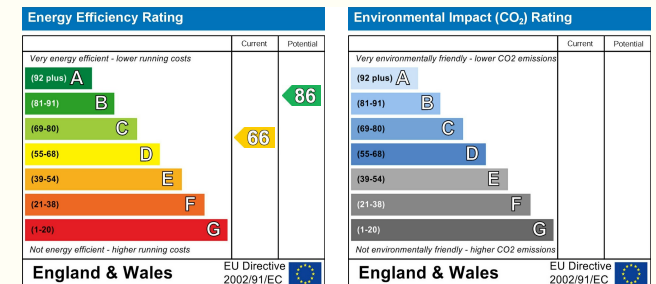 Energy Efficiency Rating
Current Potential
Very energy efficient - lower running costs
(92 plus) A
(81-91) B
(69-80) C
(55-68) D
(39-54) E
(21-38) F
(1-20) G
66
86
Not energy efficient - higher running costs
England & Wales
EU Directive
2002/91/EC
Environmental Impact (CO₂) Rating
Current Potential
Very environmentally friendly - lower CO2 emissions
(92 plus) A
(81-91) B
(69-80) C
(55-68) D
(39-54) E
(21-38) F
(1-20) G
Not environmentally friendly - higher CO2 emissions
England & Wales
EU Directive
2002/91/EC